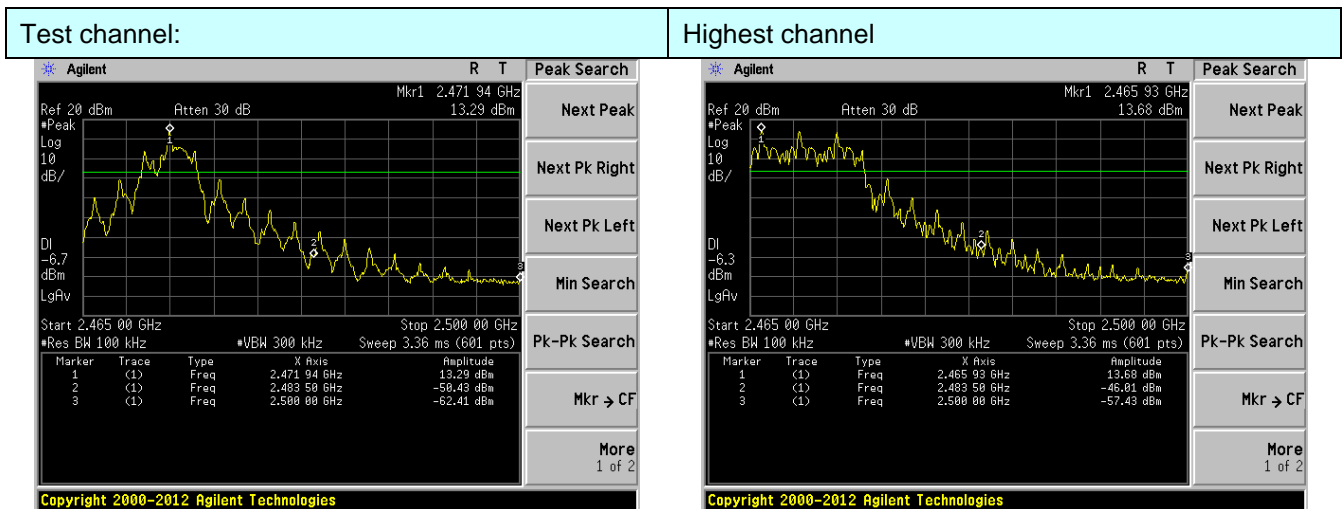 Test channel:
Highest channel
Agilent
R T
Peak Search
Mkr1 2.471 94 GHz
Ref 20 dBm Atten 30 dB 13.29 dBm
#Peak
Log
10
dB/
1
2
3
DI
-6.7
dBm
LgAv
Start 2.465 00 GHz Stop 2.500 00 GHz
#Res BW 100 kHz #VBW 300 kHz Sweep 3.36 ms (601 pts)
Marker Trace Type X Axis Amplitude
1 (1) Freq 2.471 94 GHz 13.29 dBm
2 (1) Freq 2.483 50 GHz -50.43 dBm
3 (1) Freq 2.500 00 GHz -62.41 dBm
Next Peak
Next Pk Right
Next Pk Left
Min Search
Pk-Pk Search
Mkr → CF
More
1 of 2
Copyright 2000-2012 Agilent Technologies
Agilent
R T
Peak Search
Mkr1 2.465 93 GHz
Ref 20 dBm Atten 30 dB 13.68 dBm
#Peak
Log
10
dB/
1
2
3
DI
-6.3
dBm
LgAv
Start 2.465 00 GHz Stop 2.500 00 GHz
#Res BW 100 kHz #VBW 300 kHz Sweep 3.36 ms (601 pts)
Marker Trace Type X Axis Amplitude
1 (1) Freq 2.465 93 GHz 13.68 dBm
2 (1) Freq 2.483 50 GHz -46.01 dBm
3 (1) Freq 2.500 00 GHz -57.43 dBm
Next Peak
Next Pk Right
Next Pk Left
Min Search
Pk-Pk Search
Mkr → CF
More
1 of 2
Copyright 2000-2012 Agilent Technologies